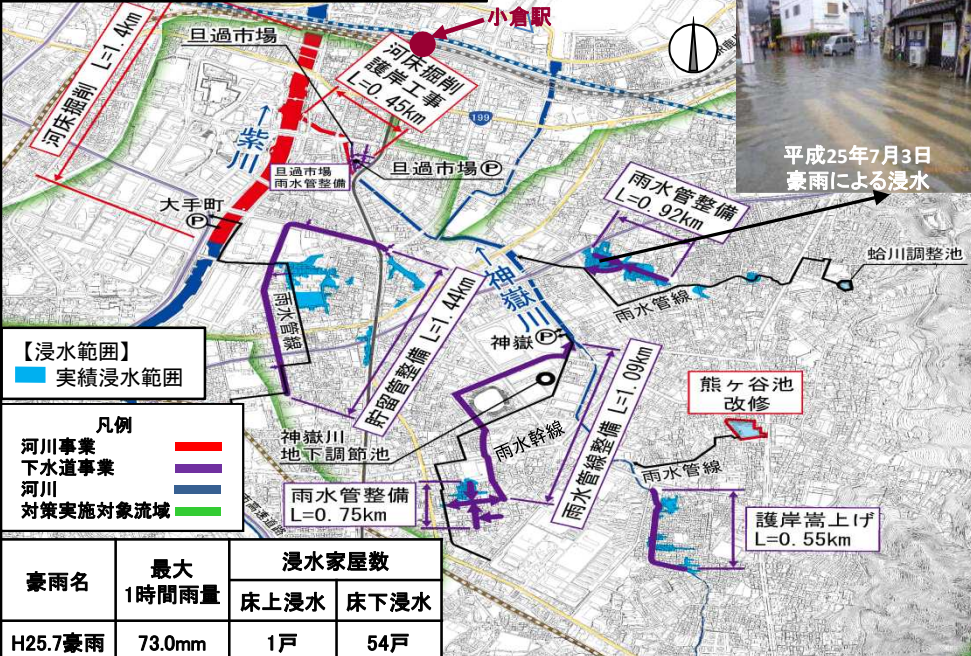 小倉駅
旦過市場
河床掘削 L=1.4km
河床掘削
護岸工事
L=0.45km
199
紫川
旦過市場
雨水管整備
旦過市場Ⓟ
平成25年7月3日
豪雨による浸水
大手町
Ⓟ
雨水管整備
L=0.92km
蛤川調整池
神嶽川
雨水管線
雨水管線
貯留管整備 L=1.44km
神嶽Ⓟ
【浸水範囲】
実績浸水範囲
雨水管線整備 L=1.09km
熊ヶ谷池
改修
凡例
河川事業
下水道事業
河川
対策実施対象流域
神嶽川
地下調節池
雨水幹線
雨水管線
雨水管整備
L=0.75km
護岸嵩上げ
L=0.55km
豪雨名
最大
1時間雨量
浸水家屋数
床上浸水 床下浸水
H25.7豪雨 73.0mm 1戸 54戸